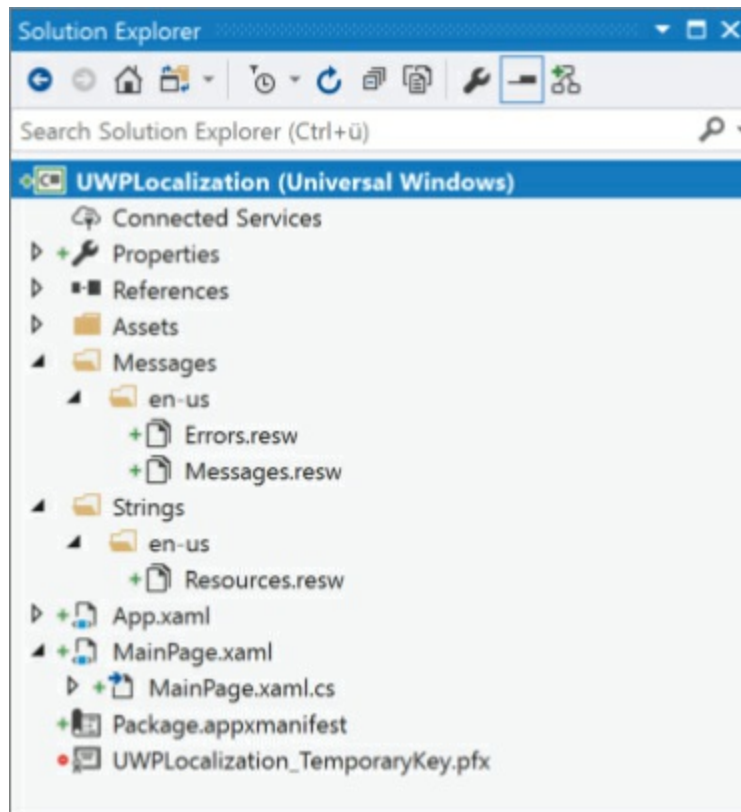 Solution Explorer
Search Solution Explorer (Ctrl+ü)
UWPLocalization (Universal Windows)
Connected Services
Properties
References
Assets
Messages
en-us
Errors.resw
Messages.resw
Strings
en-us
Resources.resw
App.xaml
MainPage.xaml
MainPage.xaml.cs
Package.appxmanifest
UWPLocalization_TemporaryKey.pfx